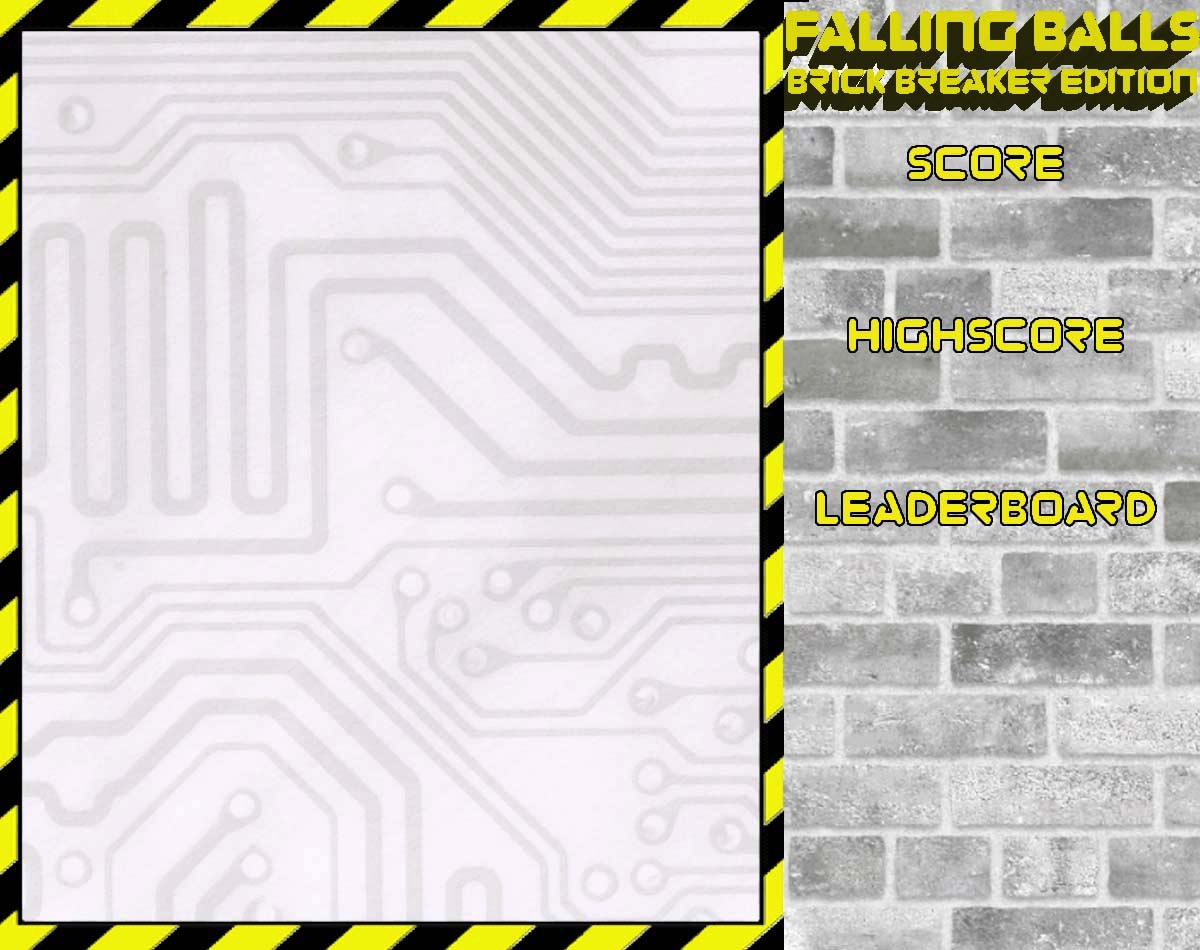 FALLING BALLS
BRICK BREAKER EDITION
SCORE
HIGHSCORE
LEADERBOARD